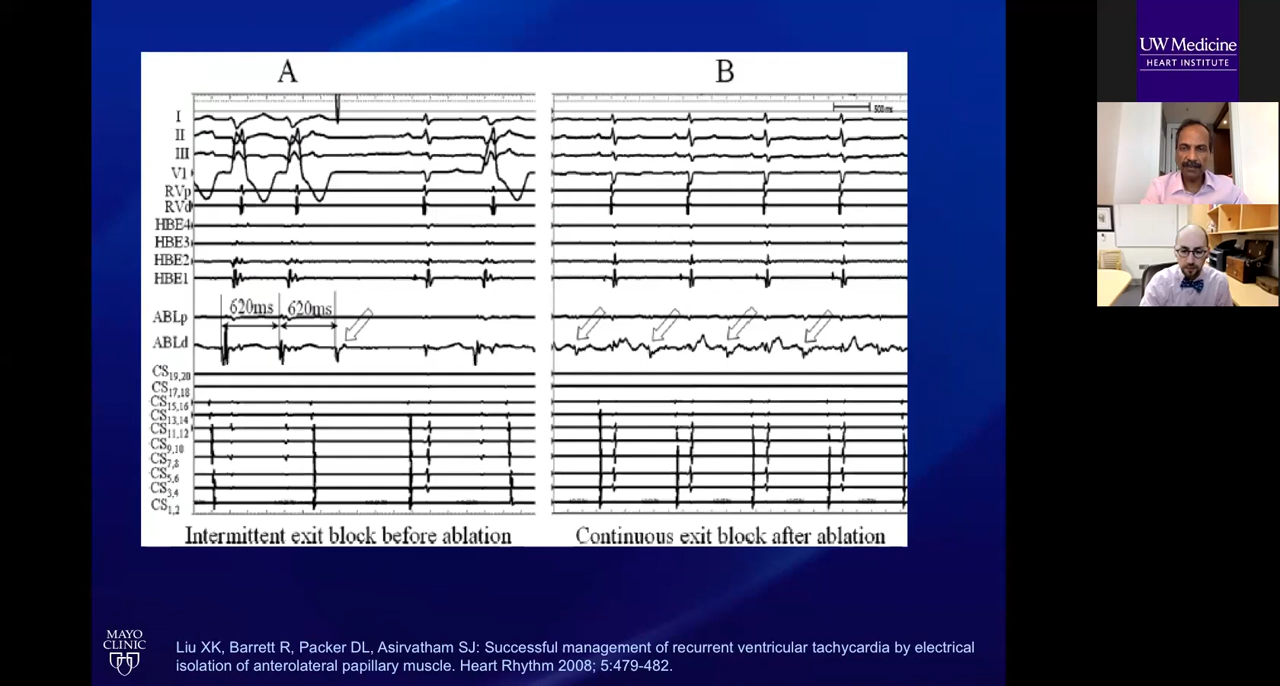 A
B
500 ms
I
II
III
V1
RVp
RVd
HBE4
HBE3
HBE2
HBE1
620ms 620ms
ABLp
ABLd
CS19,20
CS17,18
CS15,16
CS13,14
CS11,12
CS9,10
CS7,8
CS5,6
CS3,4
CS1,2
Intermittent exit block before ablation
Continuous exit block after ablation
MAYO
CLINIC
Liu XK, Barrett R, Packer DL, Asirvatham SJ: Successful management of recurrent ventricular tachycardia by electrical
isolation of anterolateral papillary muscle. Heart Rhythm 2008; 5:479-482.
UW Medicine
HEART INSTITUTE